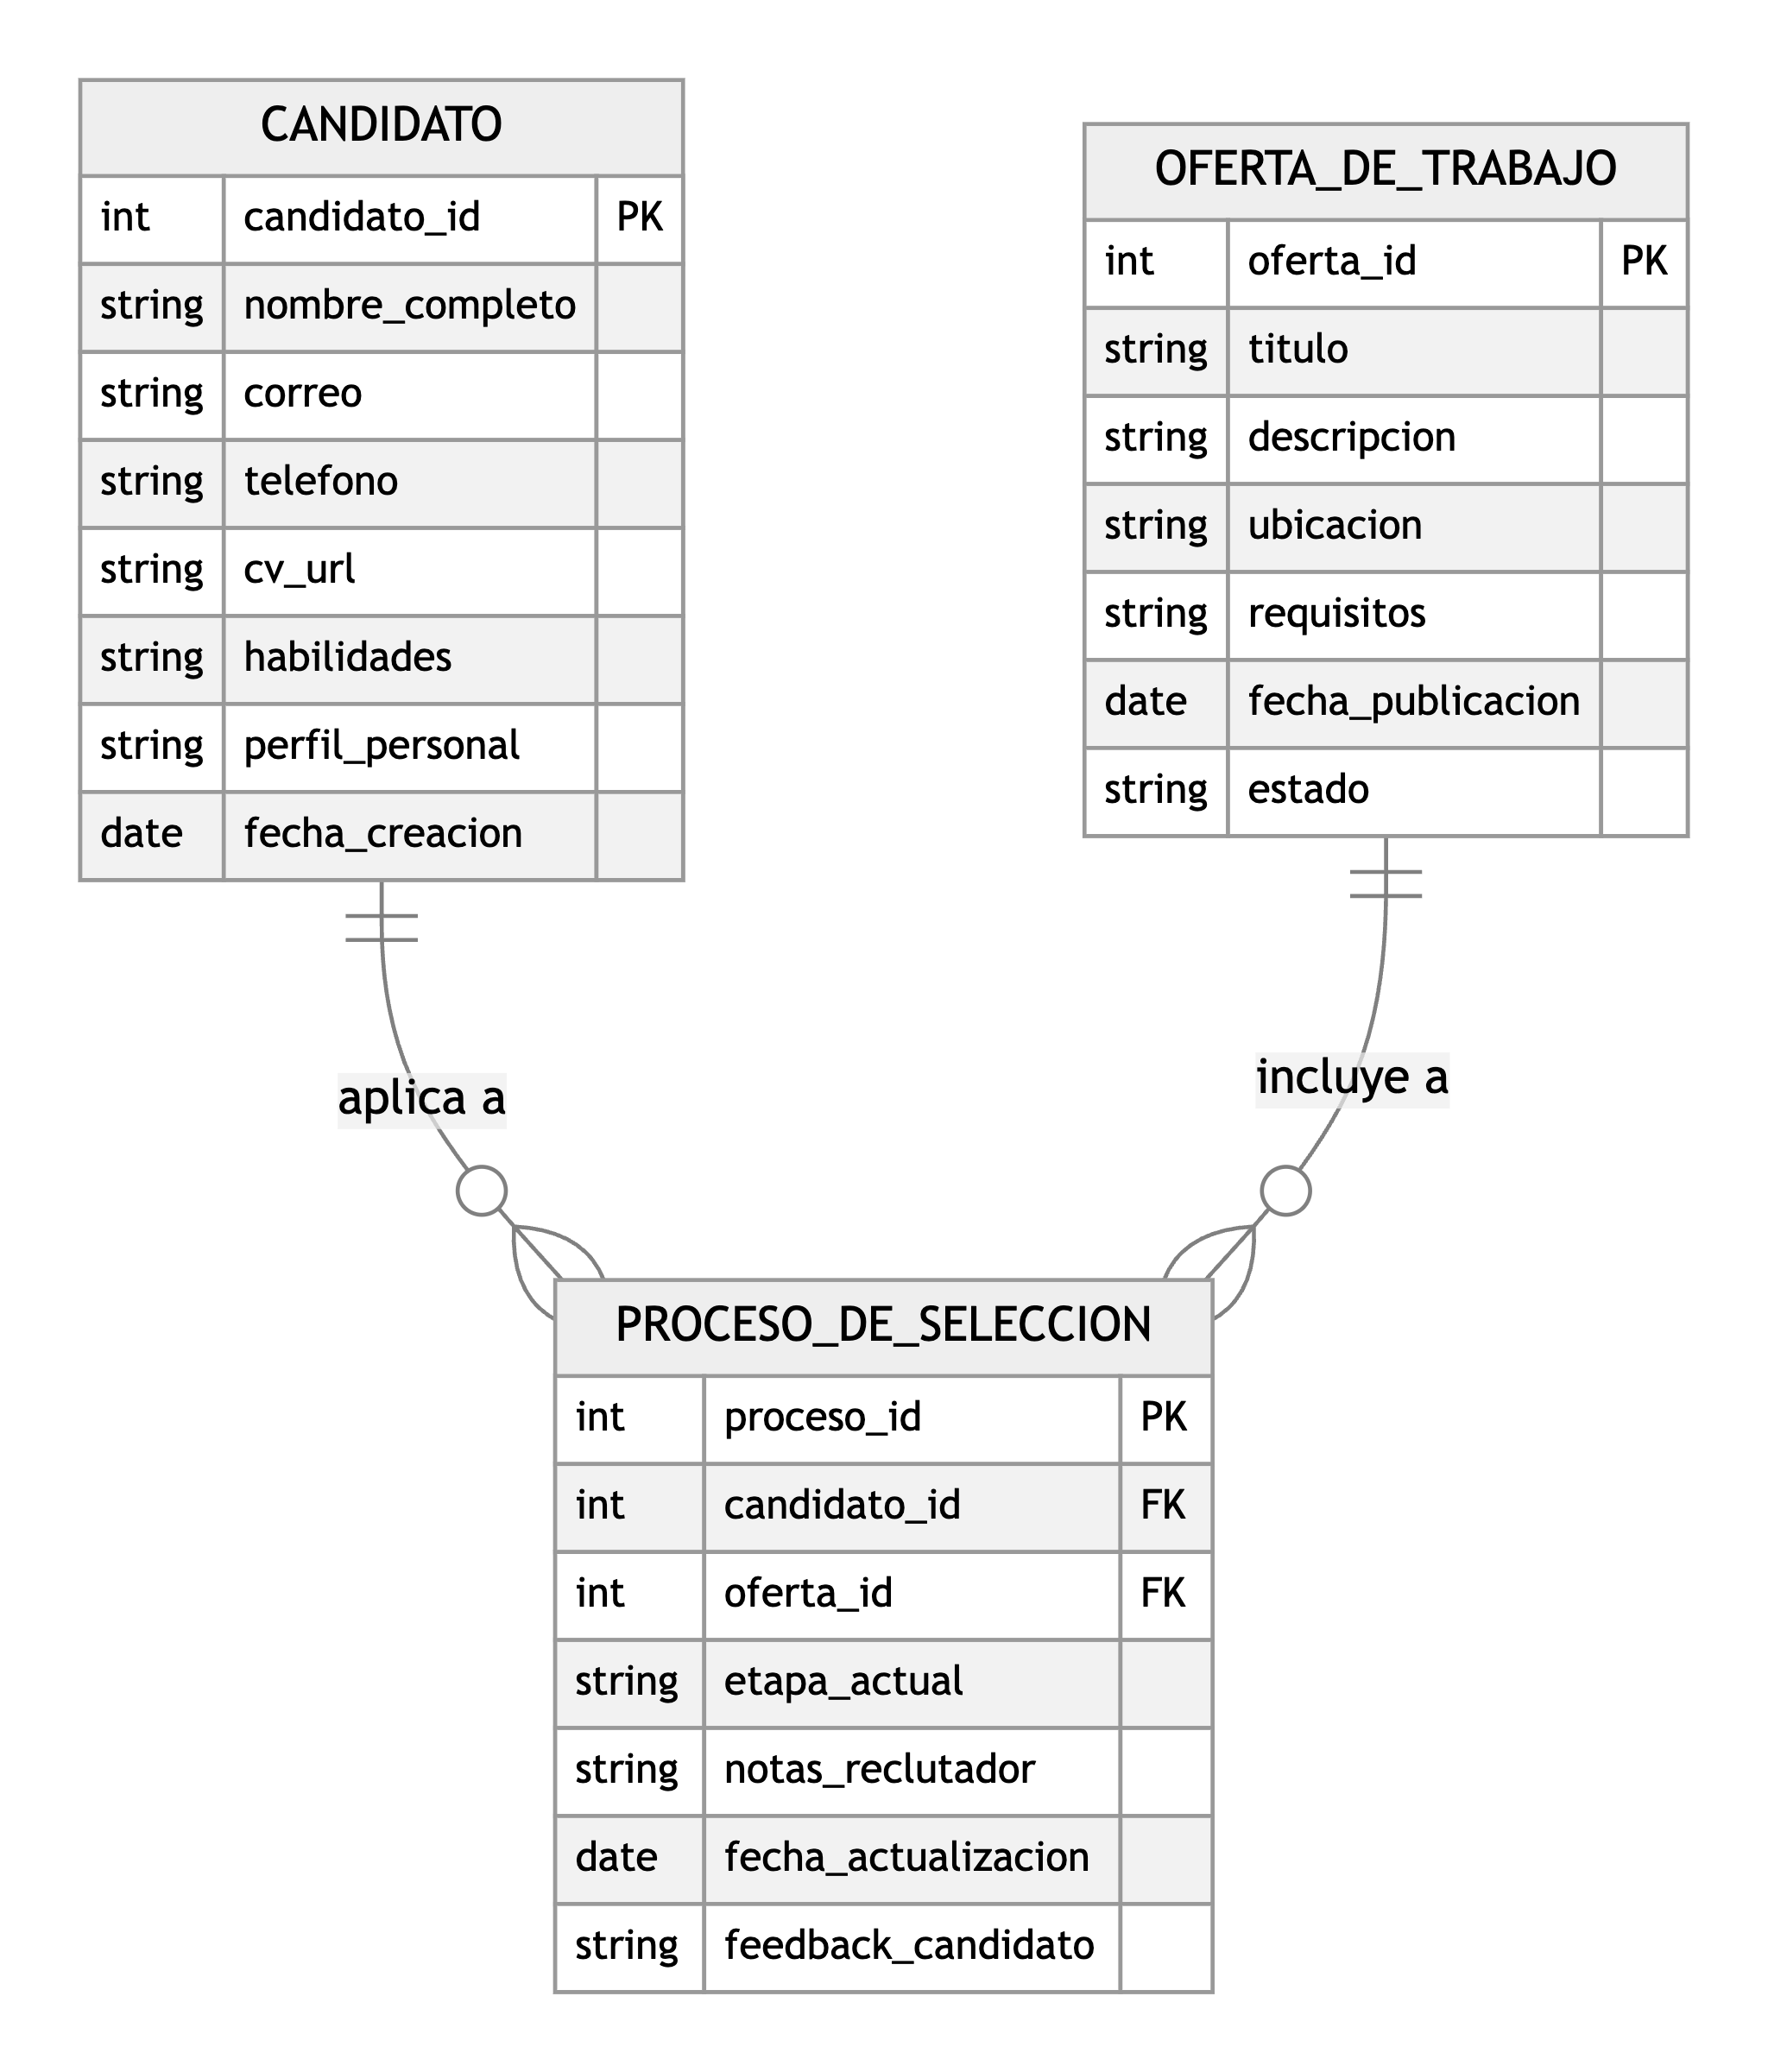 CANDIDATO
int candidato_id PK
string nombre_completo
string correo
string telefono
string cv_url
string habilidades
string perfil_personal
date fecha_creacion
OFERTA_DE_TRABAJO
int oferta_id PK
string titulo
string descripcion
string ubicacion
string requisitos
date fecha_publicacion
string estado
aplica a
incluye a
PROCESO_DE_SELECCION
int proceso_id PK
int candidato_id FK
int oferta_id FK
string etapa_actual
string notas_reclutador
date fecha_actualizacion
string feedback_candidato